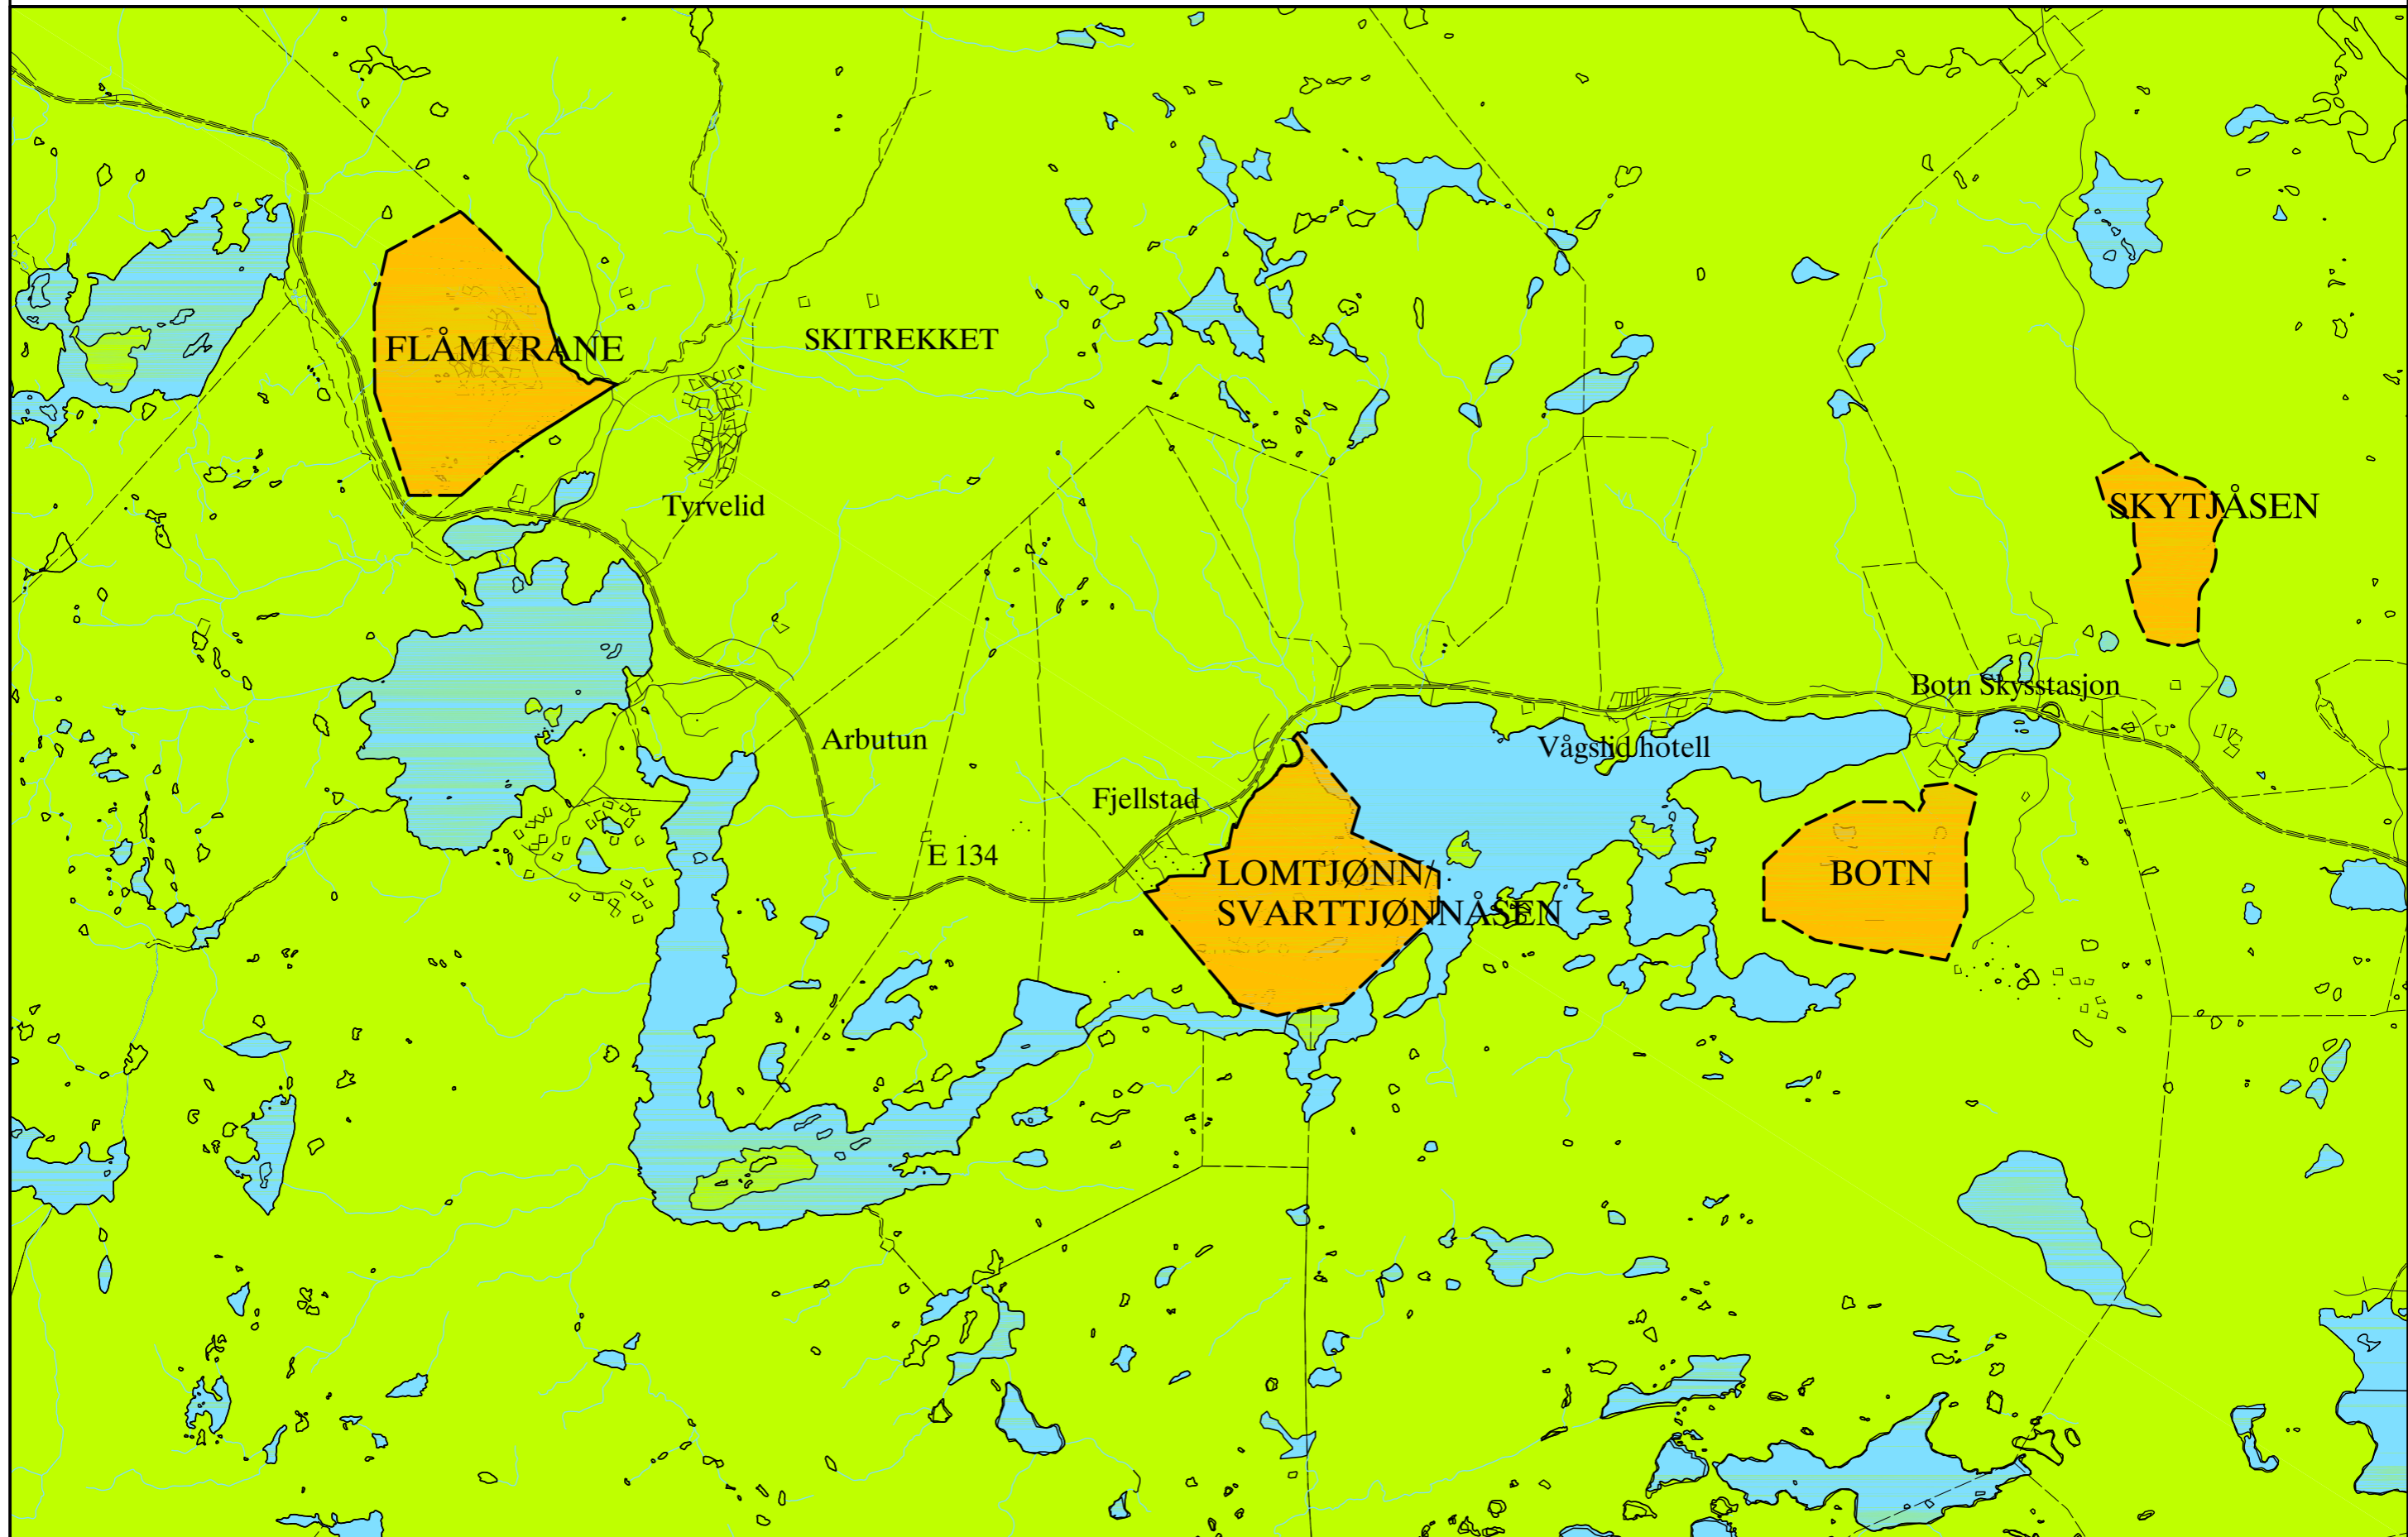 SKITREKKET
FLÅMYRANE
Tyrvelid
SKYTJÅSEN
Botn Skysstasjon
Arbutun
Vågslid hotell
Fjellstad
E 134
LOMTJØNN/
SVARTTJØNNÅSEN
BOTN